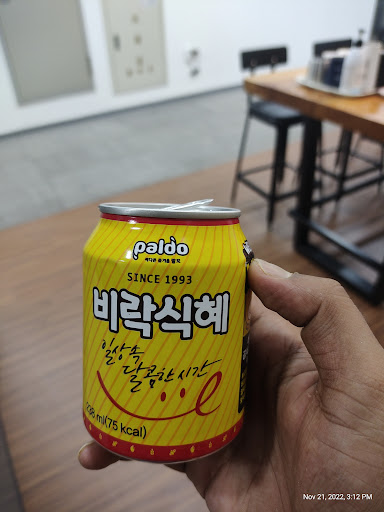 paldo
SINCE 1993
비락식혜
일상 속
달콤한 시간
238 ml(75 kcal)
Nov 21, 2022, 3:12 PM